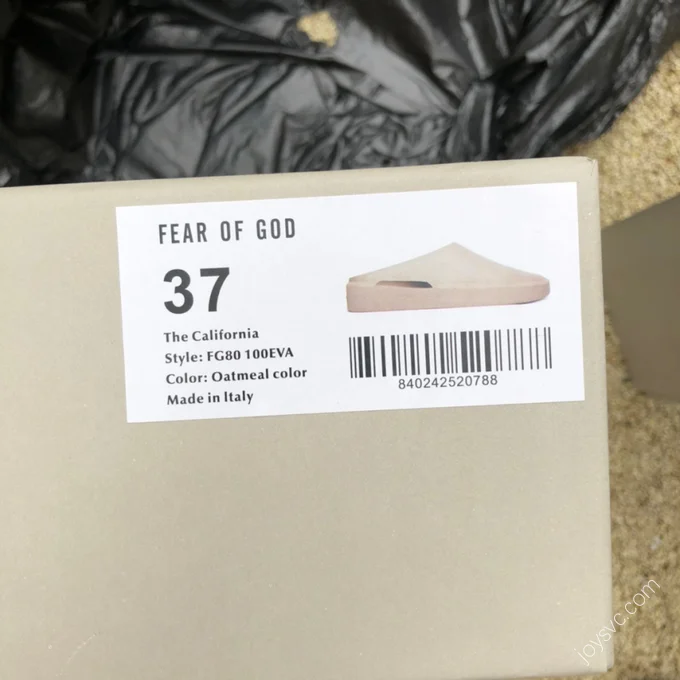 FEAR OF GOD
37
The California
Style: FG80 100EVA
Color: Oatmeal color
Made in Italy
840242520788
joysvc.com